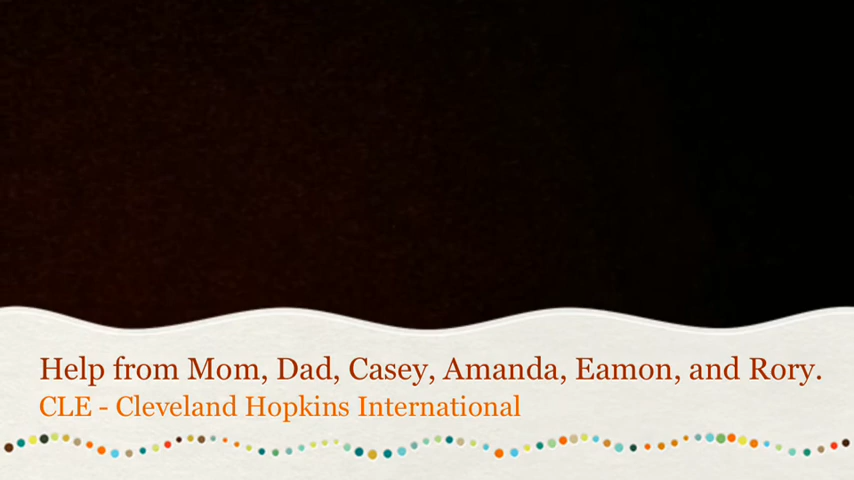 Help from Mom, Dad, Casey, Amanda, Eamon, and Rory.
CLE - Cleveland Hopkins International